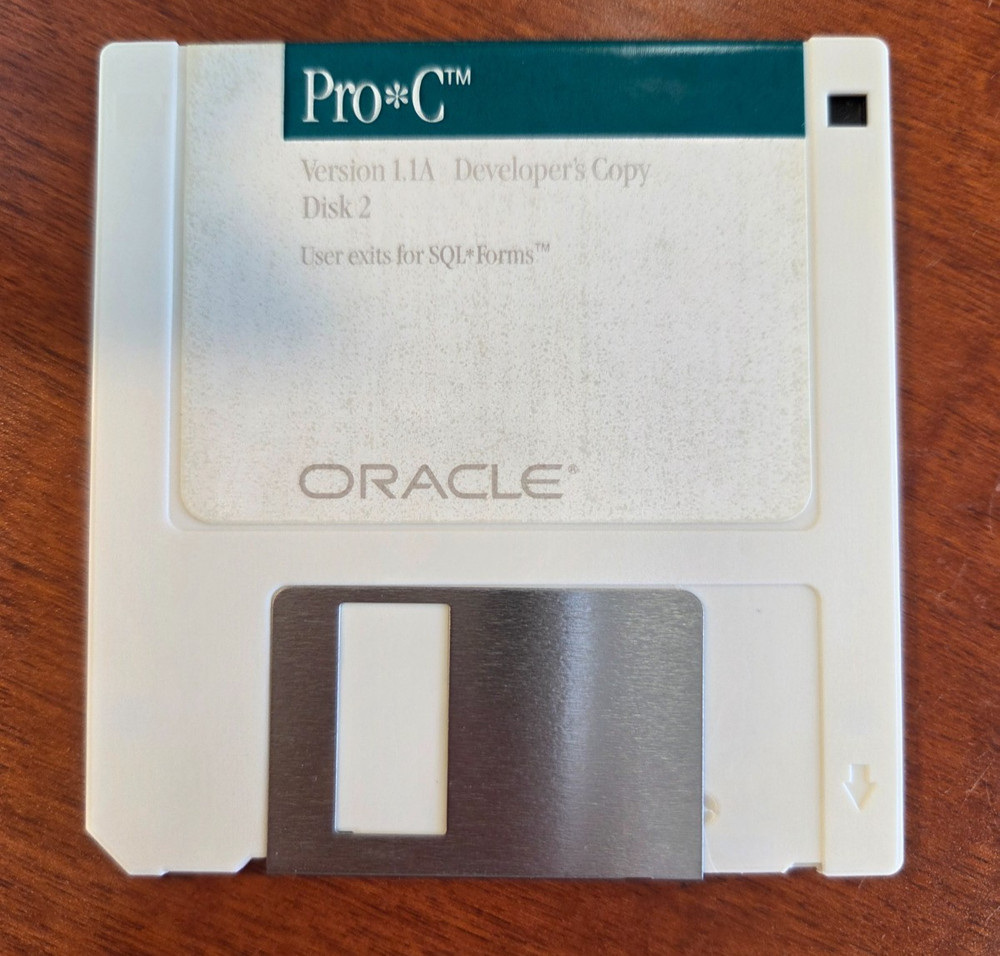 Pro*C™
Version 1.1A Developer's Copy
Disk 2
User exits for SQL*Forms™
ORACLE®